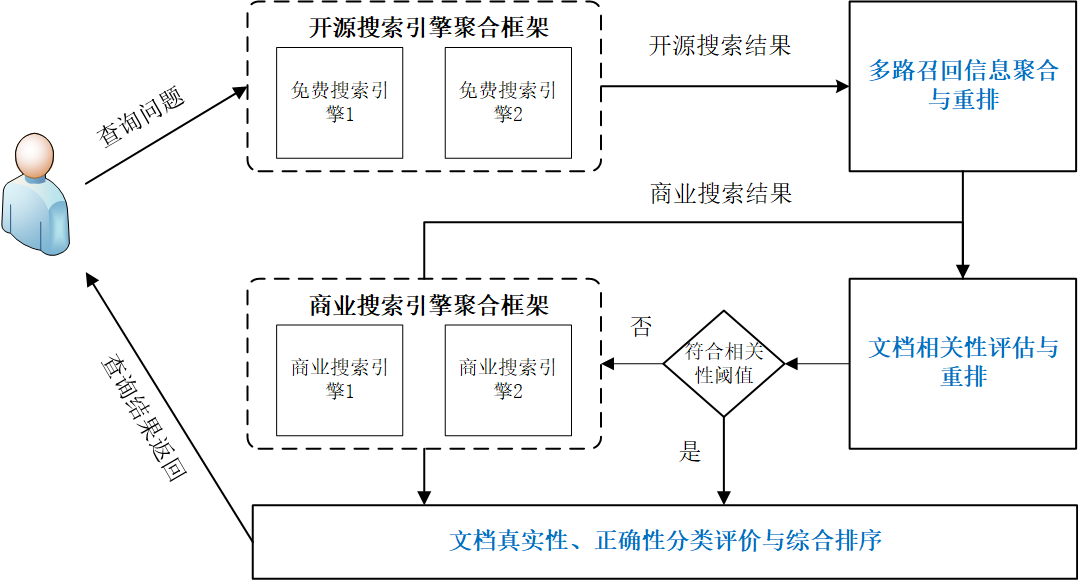 开源搜索引擎聚合框架
免费搜索引
擎1
免费搜索引
擎2
开源搜索结果
多路召回信息聚合
与重排
查询问题
商业搜索结果
商业搜索引擎聚合框架
商业搜索引
擎1
商业搜索引
擎2
否
符合相关
性阈值
文档相关性评估与
重排
是
查询结果返回
文档真实性、正确性分类评价与综合排序